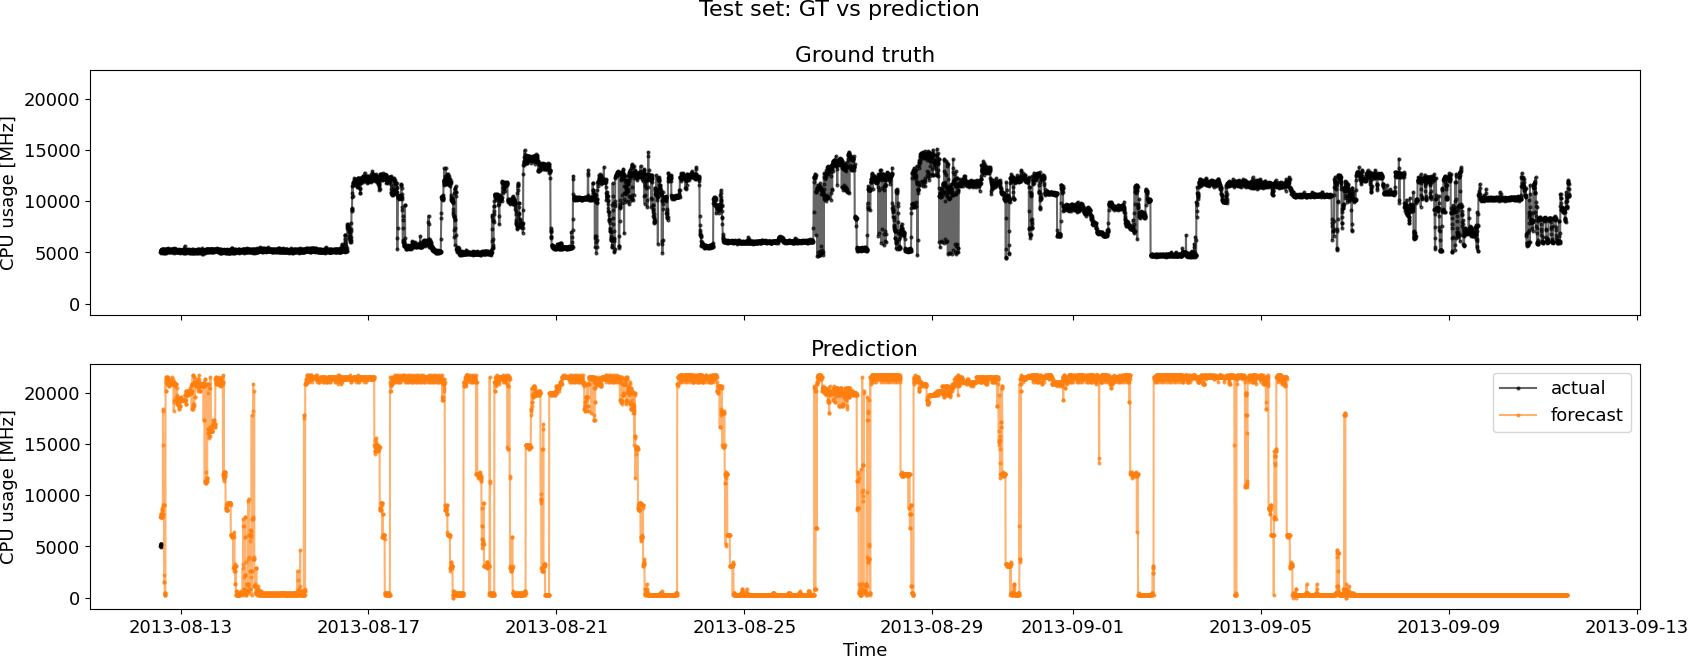 Test set: GT vs prediction
Ground truth
CPU usage [MHz]
20000
15000
10000
5000
0
Prediction
CPU usage [MHz]
20000
15000
10000
5000
0
actual
forecast
2013-08-13 2013-08-17 2013-08-21 2013-08-25 2013-08-29 2013-09-01 2013-09-05 2013-09-09 2013-09-13
Time